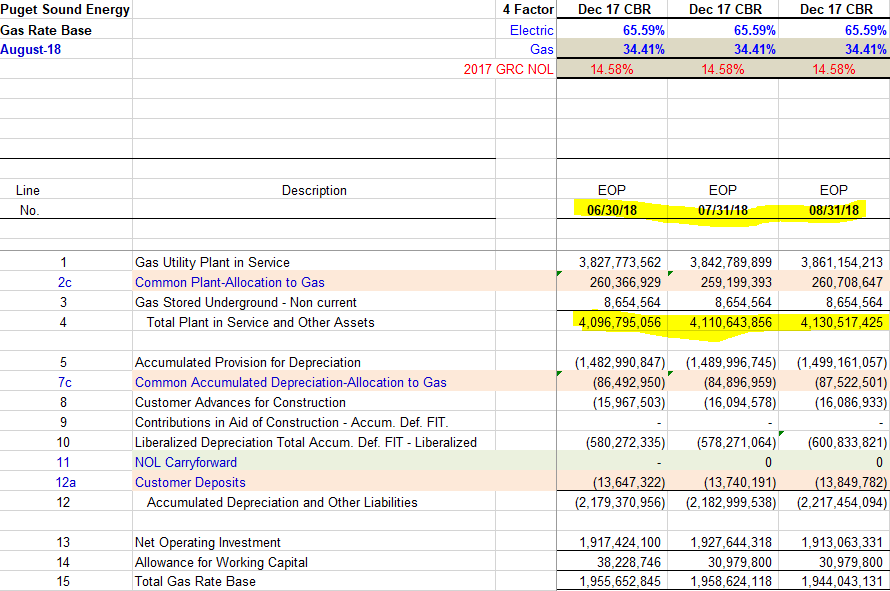 Puget Sound Energy 4 Factor Dec 17 CBR Dec 17 CBR Dec 17 CBR
Gas Rate Base Electric 65.59% 65.59% 65.59%
August-18 Gas 34.41% 34.41% 34.41%
2017 GRC NOL 14.58% 14.58% 14.58%
Line Description EOP EOP EOP
No. 06/30/18 07/31/18 08/31/18
1 Gas Utility Plant in Service 3,827,773,562 3,842,789,899 3,861,154,213
2c Common Plant-Allocation to Gas 260,366,929 259,199,393 260,708,647
3 Gas Stored Underground - Non current 8,654,564 8,654,564 8,654,564
4 Total Plant in Service and Other Assets 4,096,795,056 4,110,643,856 4,130,517,425
5 Accumulated Provision for Depreciation (1,482,990,847) (1,489,996,745) (1,499,161,057)
7c Common Accumulated Depreciation-Allocation to Gas (86,492,950) (84,896,959) (87,522,501)
8 Customer Advances for Construction (15,967,503) (16,094,578) (16,086,933)
9 Contributions in Aid of Construction - Accum. Def. FIT. - - -
10 Liberalized Depreciation Total Accum. Def. FIT - Liberalized (580,272,335) (578,271,064) (600,833,821)
11 NOL Carryforward - 0 0
12a Customer Deposits (13,647,322) (13,740,191) (13,849,782)
12 Accumulated Depreciation and Other Liabilities (2,179,370,956) (2,182,999,538) (2,217,454,094)
13 Net Operating Investment 1,917,424,100 1,927,644,318 1,913,063,331
14 Allowance for Working Capital 38,228,746 30,979,800 30,979,800
15 Total Gas Rate Base 1,955,652,845 1,958,624,118 1,944,043,131